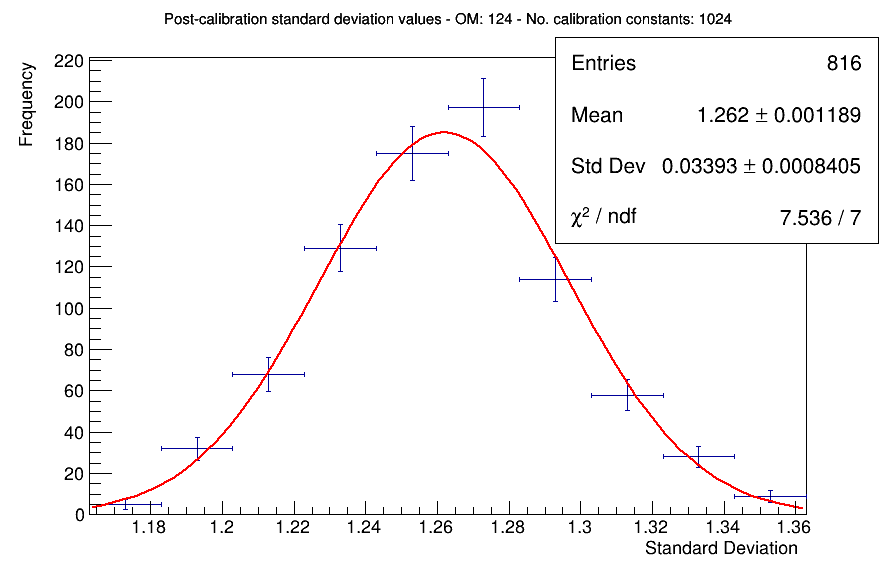 Post-calibration standard deviation values - OM: 124 - No. calibration constants: 1024
Entries 816
Mean 1.262 ± 0.001189
Std Dev 0.03393 ± 0.0008405
χ² / ndf 7.536 / 7
Frequency
220
200
180
160
140
120
100
80
60
40
20
0
1.18 1.2 1.22 1.24 1.26 1.28 1.3 1.32 1.34 1.36
Standard Deviation